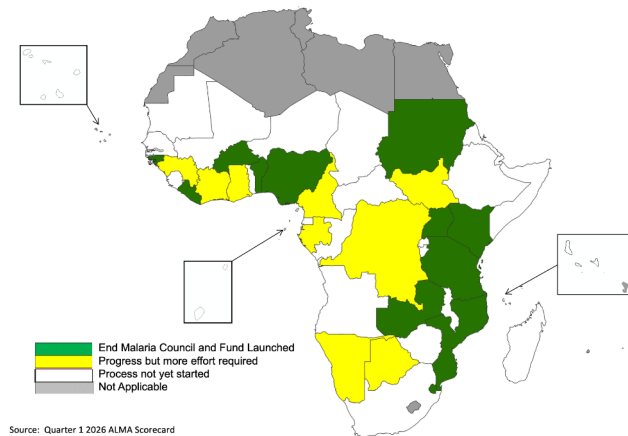 End Malaria Council and Fund Launched
Progress but more effort required
Process not yet started
Not Applicable
Source: Quarter 1 2026 ALMA Scorecard